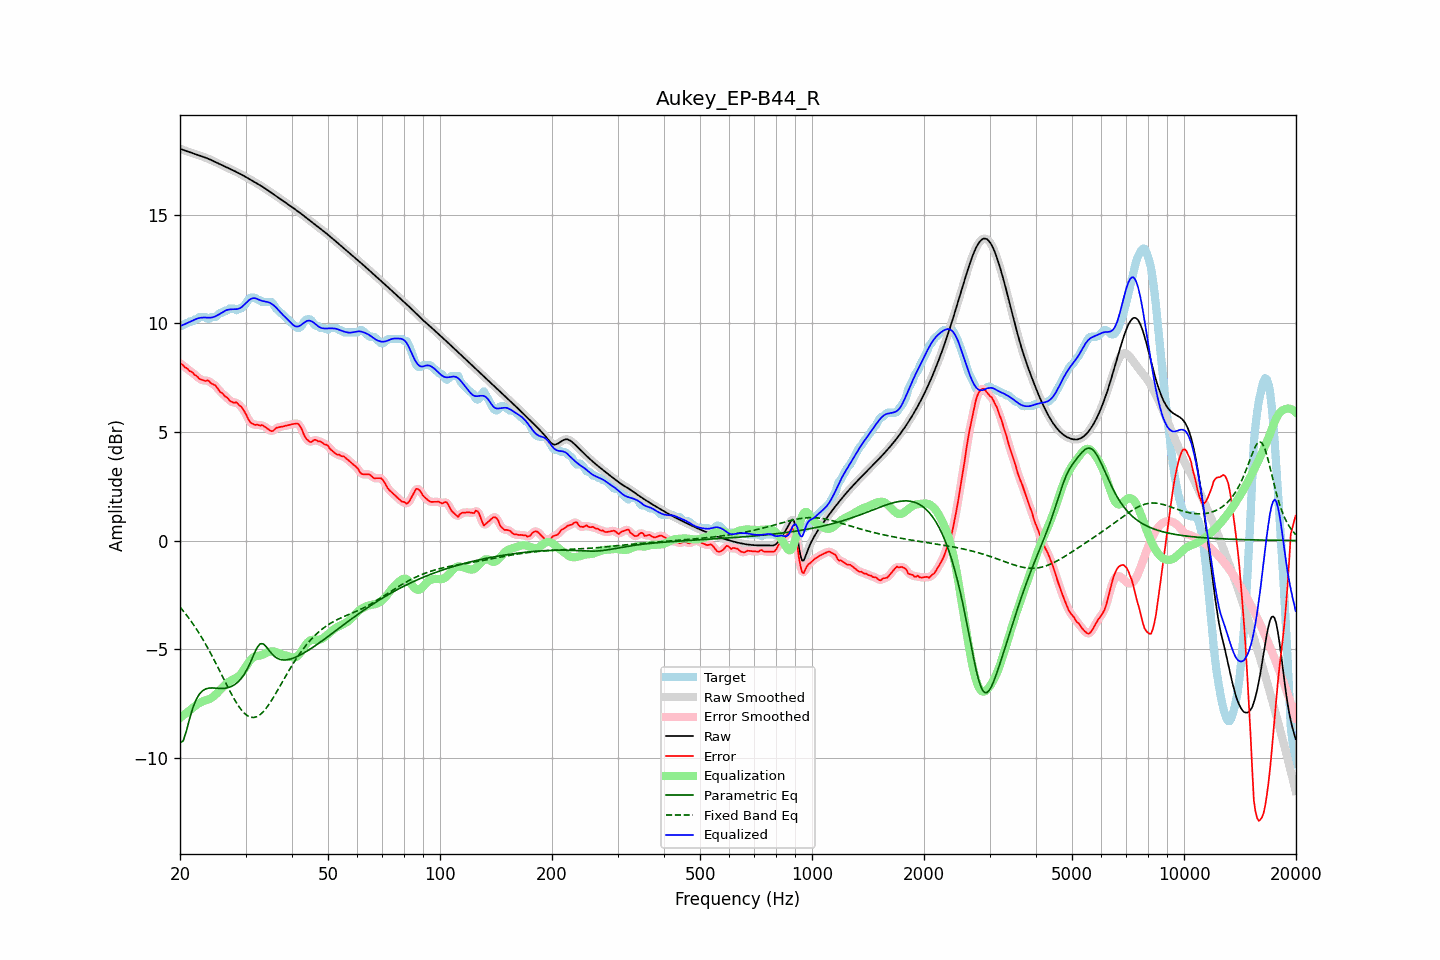 Aukey_EP-B44_R
Amplitude (dBr)
15
10
5
0
−5
−10
20
50
100
200
500
1000
2000
5000
10000
20000
Frequency (Hz)
Target
Raw Smoothed
Error Smoothed
Raw
Error
Equalization
Parametric Eq
Fixed Band Eq
Equalized